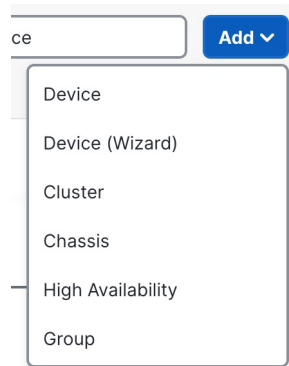 ce
Add
Device
Device (Wizard)
Cluster
Chassis
High Availability
Group